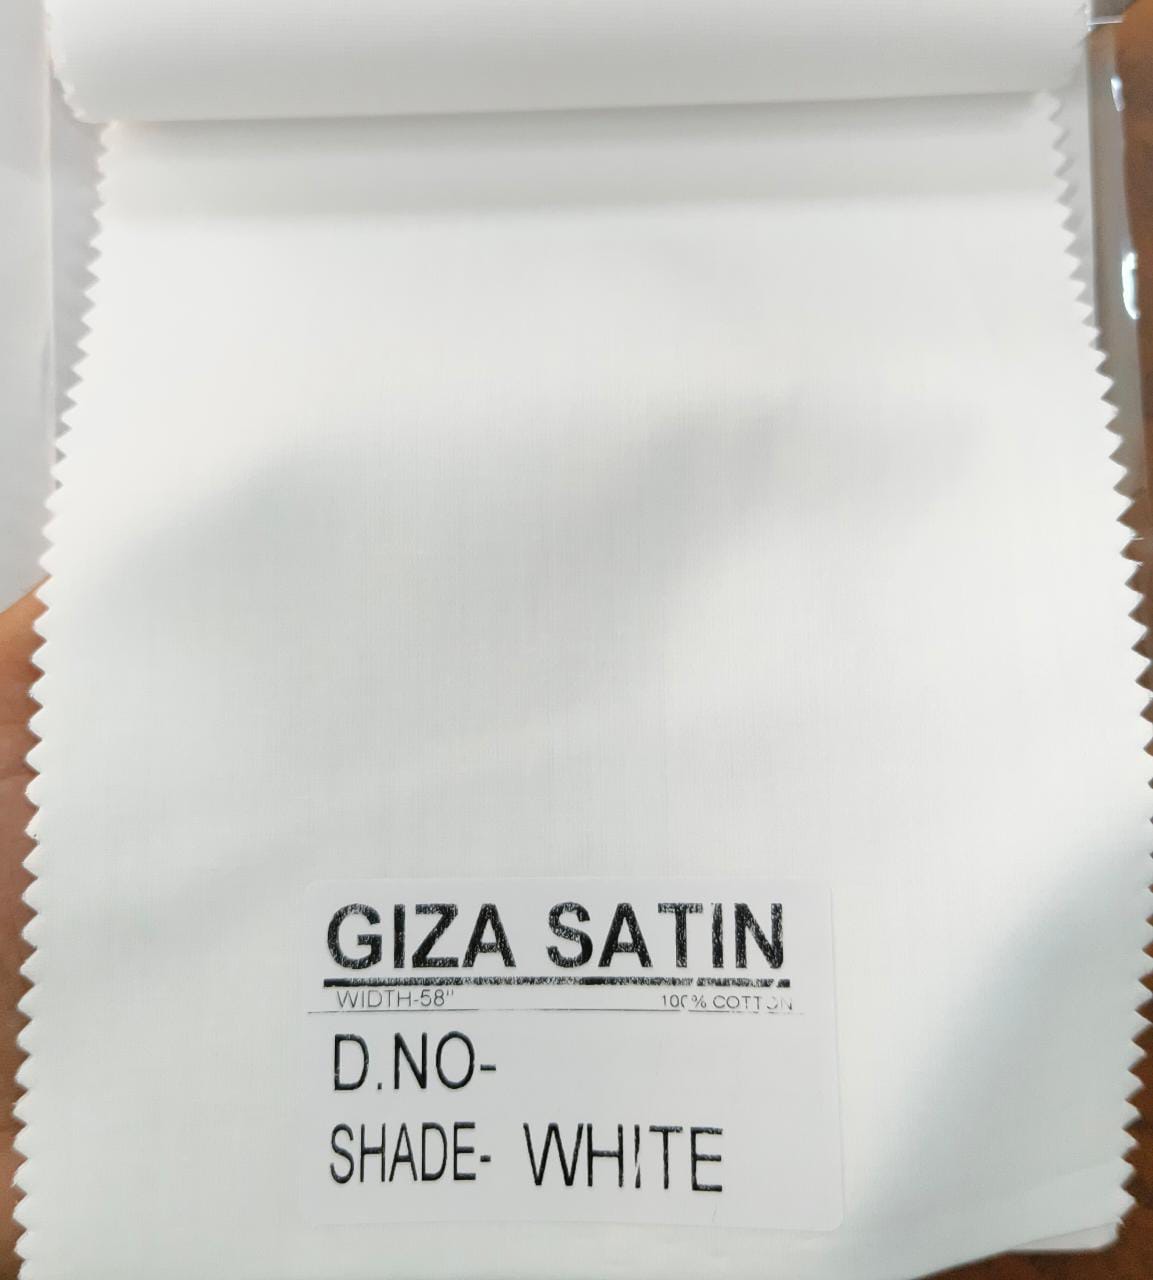 GIZA SATIN
WIDTH-58" 100% COTTON
D.NO-
SHADE- WHITE